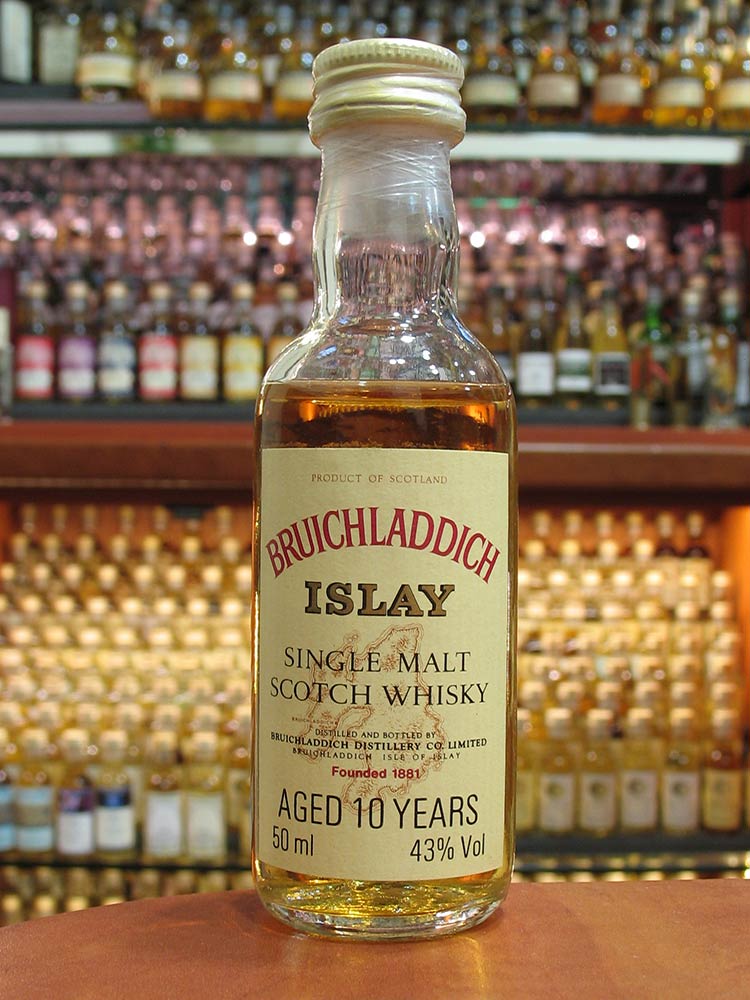 PRODUCT OF SCOTLAND
BRUICHLADDICH
ISLAY
SINGLE MALT
SCOTCH WHISKY
BRUICHLADDICH
DISTILLED AND BOTTLED BY
BRUICHLADDICH DISTILLERY CO. LIMITED
BRUICHLADDICH ISLE OF ISLAY
Founded 1881
AGED 10 YEARS
50 ml 43% Vol